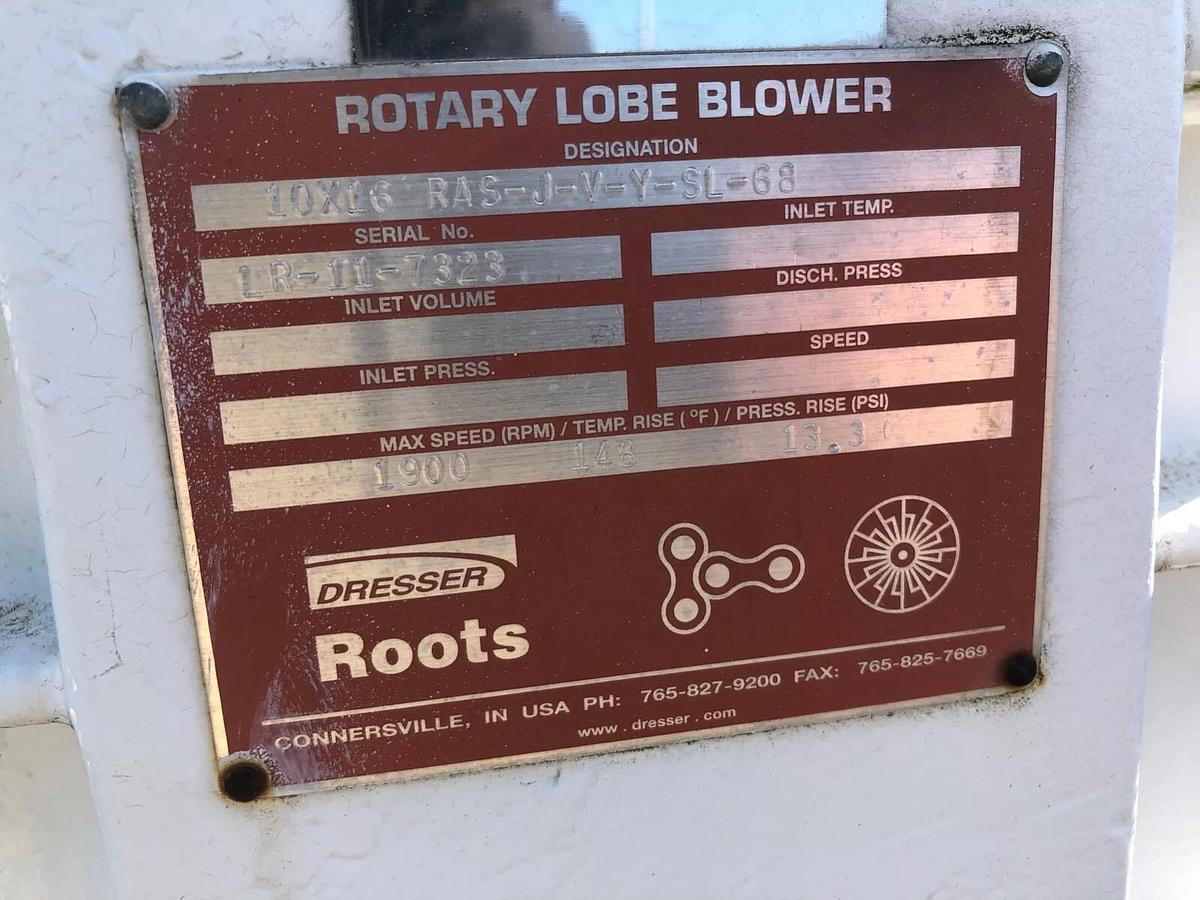 ROTARY LOBE BLOWER
DESIGNATION
10X16 RAS-J-V-Y-SL-68
SERIAL No.
INLET TEMP.
LR-11-7323
INLET VOLUME
DISCH. PRESS
INLET PRESS.
SPEED
MAX SPEED (RPM) / TEMP. RISE (°F) / PRESS. RISE (PSI)
1900 148 13.3
DRESSER
Roots
CONNERSVILLE, IN USA PH: 765-827-9200 FAX: 765-825-7669
www.dresser.com